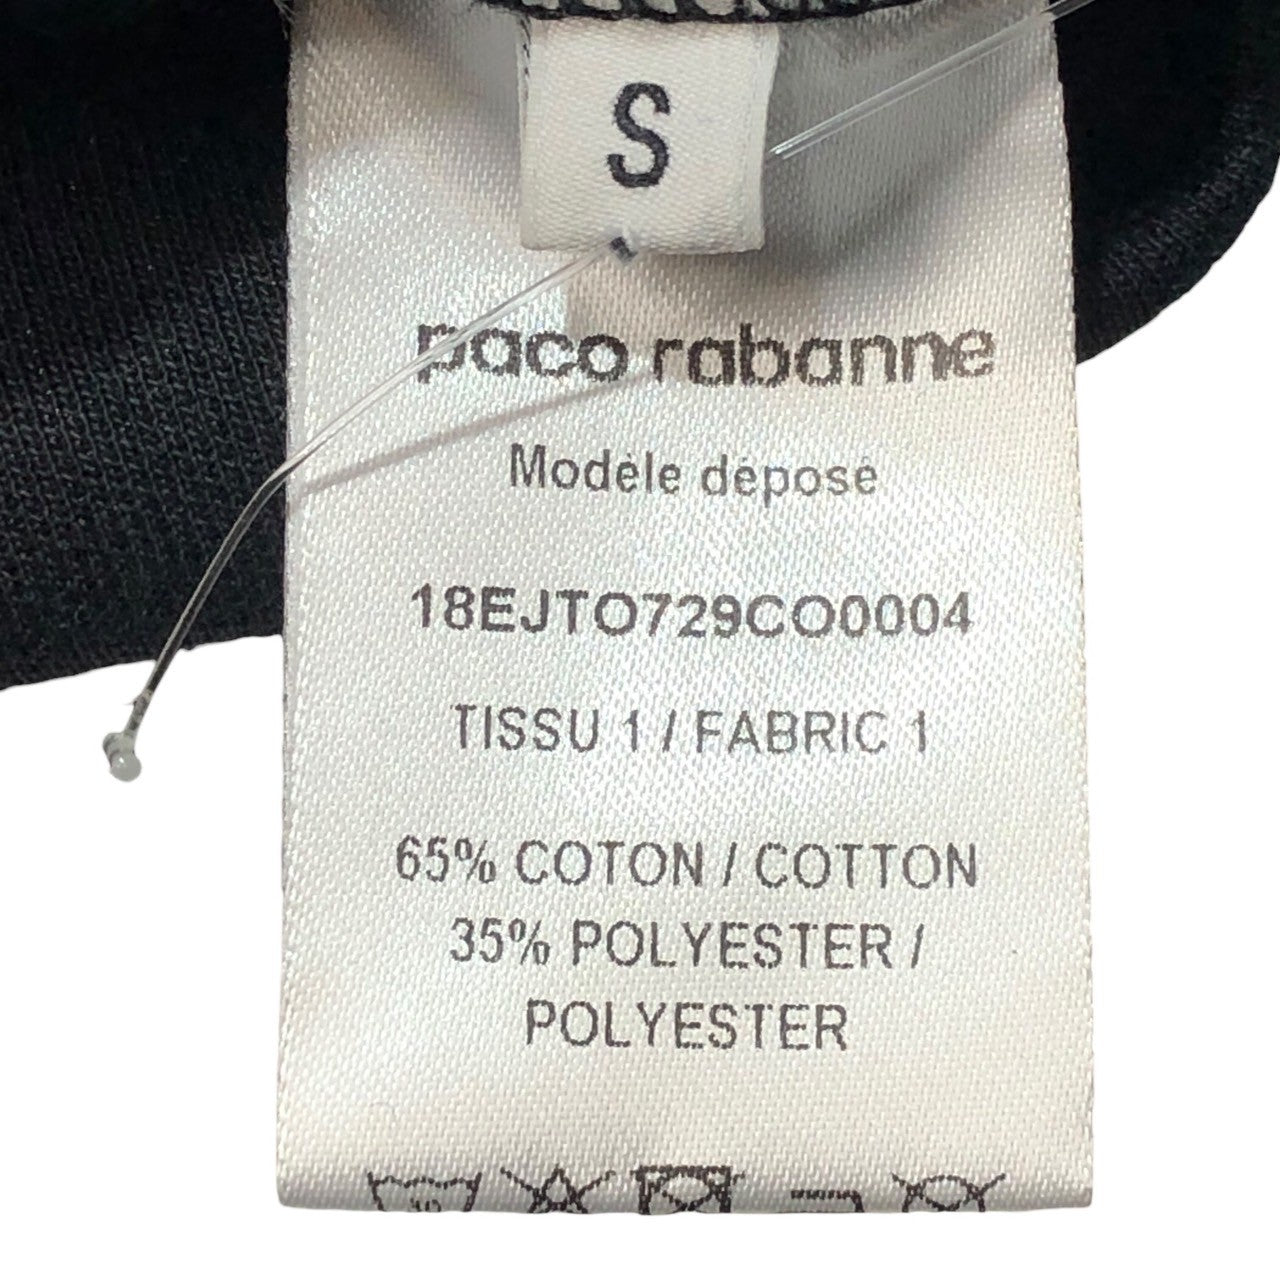 S
paco rabanne
Modèle déposé
18EJTO729CO0004
TISSU 1 / FABRIC 1
65% COTON / COTTON
35% POLYESTER /
POLYESTER